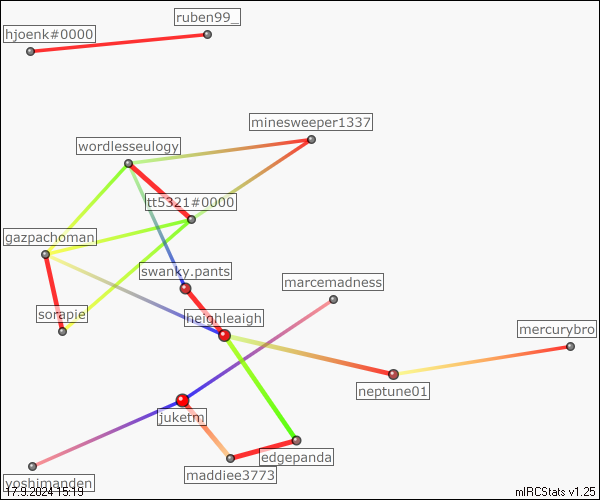 ruben99_
hjoenk#0000
minesweeper1337
wordlesseulogy
tt5321#0000
gazpachoman
swanky.pants
marcemadness
sorapie
heighleaigh
mercurybro
neptune01
juketm
edgepanda
maddiee3773
yoshimanden
17.9.2024 15:19
mIRCStats v1.25